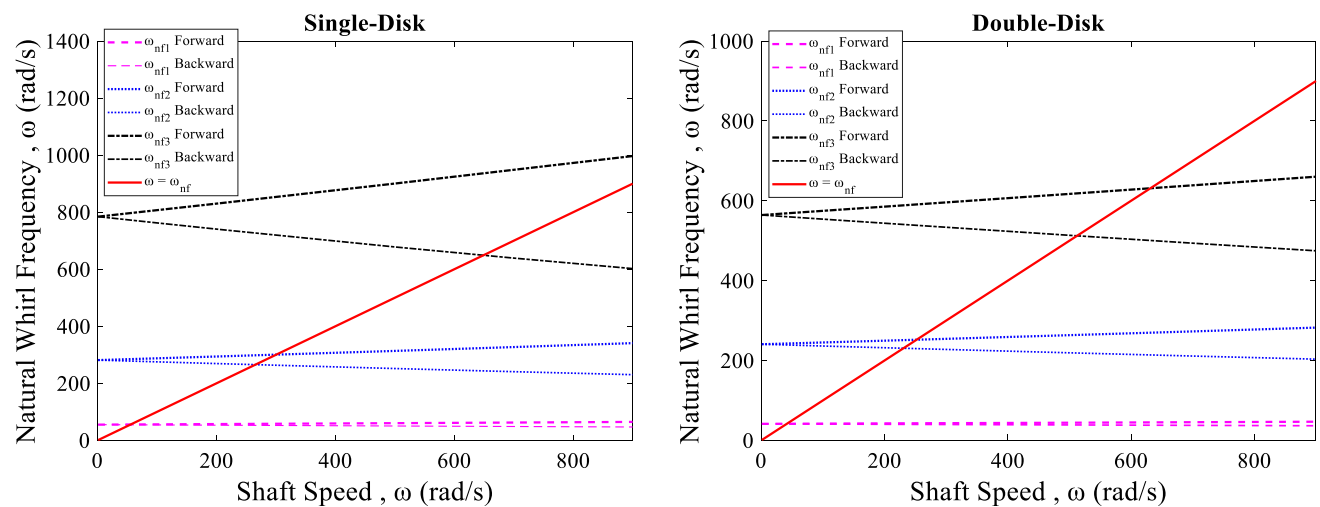 Single-Disk
Natural Whirl Frequency , ω (rad/s)
1400
1200
1000
800
600
400
200
0
ωnf1 Forward
ωnf1 Backward
ωnf2 Forward
ωnf2 Backward
ωnf3 Forward
ωnf3 Backward
ω = ωnf
0 200 400 600 800
Shaft Speed , ω (rad/s)
Double-Disk
Natural Whirl Frequency , ω (rad/s)
1000
800
600
400
200
0
ωnf1 Forward
ωnf1 Backward
ωnf2 Forward
ωnf2 Backward
ωnf3 Forward
ωnf3 Backward
ω = ωnf
0 200 400 600 800
Shaft Speed , ω (rad/s)